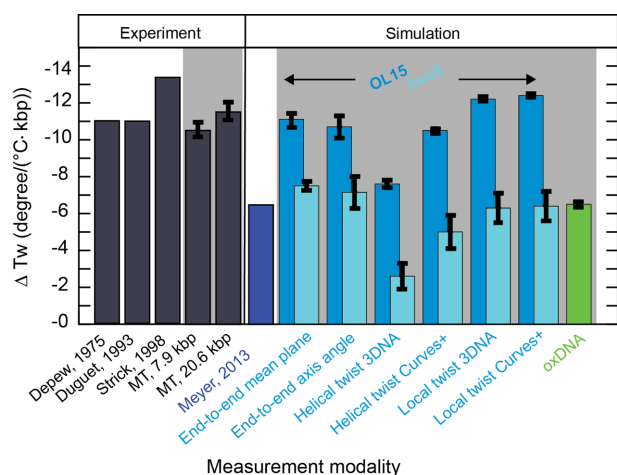 Experiment
Simulation
Δ Tw (degree/(°C· kbp))
-14
-12
-10
-8
-6
-4
-2
-0
OL15
bsc0
Depew, 1975
Duguet, 1993
Strick, 1998
MT, 7.9 kbp
MT, 20.6 kbp
Meyer, 2013
End-to-end mean plane
End-to-end axis angle
Helical twist 3DNA
Helical twist Curves+
Local twist 3DNA
Local twist Curves+
oxDNA
Measurement modality